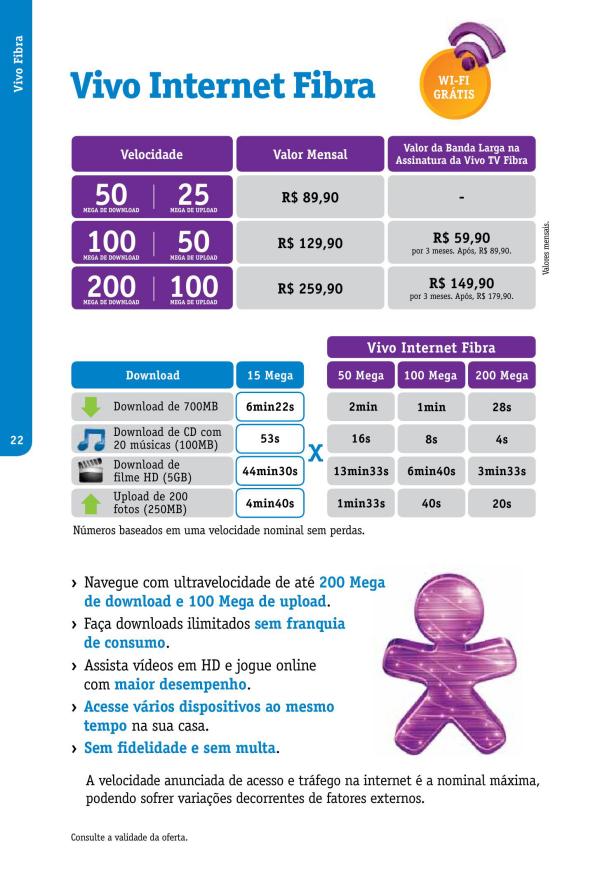 Vivo Fibra
Vivo Internet Fibra
WI-FI
GRÁTIS
Velocidade
Valor Mensal
Valor da Banda Larga na
Assinatura da Vivo TV Fibra
50 25
MEGA DE DOWNLOAD MEGA DE UPLOAD
R$ 89,90
-
100 50
MEGA DE DOWNLOAD MEGA DE UPLOAD
R$ 129,90
R$ 59,90
por 3 meses. Após, R$ 89,90.
200 100
MEGA DE DOWNLOAD MEGA DE UPLOAD
R$ 259,90
R$ 149,90
por 3 meses. Após, R$ 179,90.
Valores mensais.
Vivo Internet Fibra
Download 15 Mega 50 Mega 100 Mega 200 Mega
Download de 700MB 6min22s 2min 1min 28s
Download de CD com
20 músicas (100MB) 53s 16s 8s 4s
X
Download de
filme HD (5GB) 44min30s 13min33s 6min40s 3min33s
Upload de 200
fotos (250MB) 4min40s 1min33s 40s 20s
22
Números baseados em uma velocidade nominal sem perdas.
› Navegue com ultravelocidade de até 200 Mega
de download e 100 Mega de upload.
› Faça downloads ilimitados sem franquia
de consumo.
› Assista vídeos em HD e jogue online
com maior desempenho.
› Acesse vários dispositivos ao mesmo
tempo na sua casa.
› Sem fidelidade e sem multa.
A velocidade anunciada de acesso e tráfego na internet é a nominal máxima,
podendo sofrer variações decorrentes de fatores externos.
Consulte a validade da oferta.